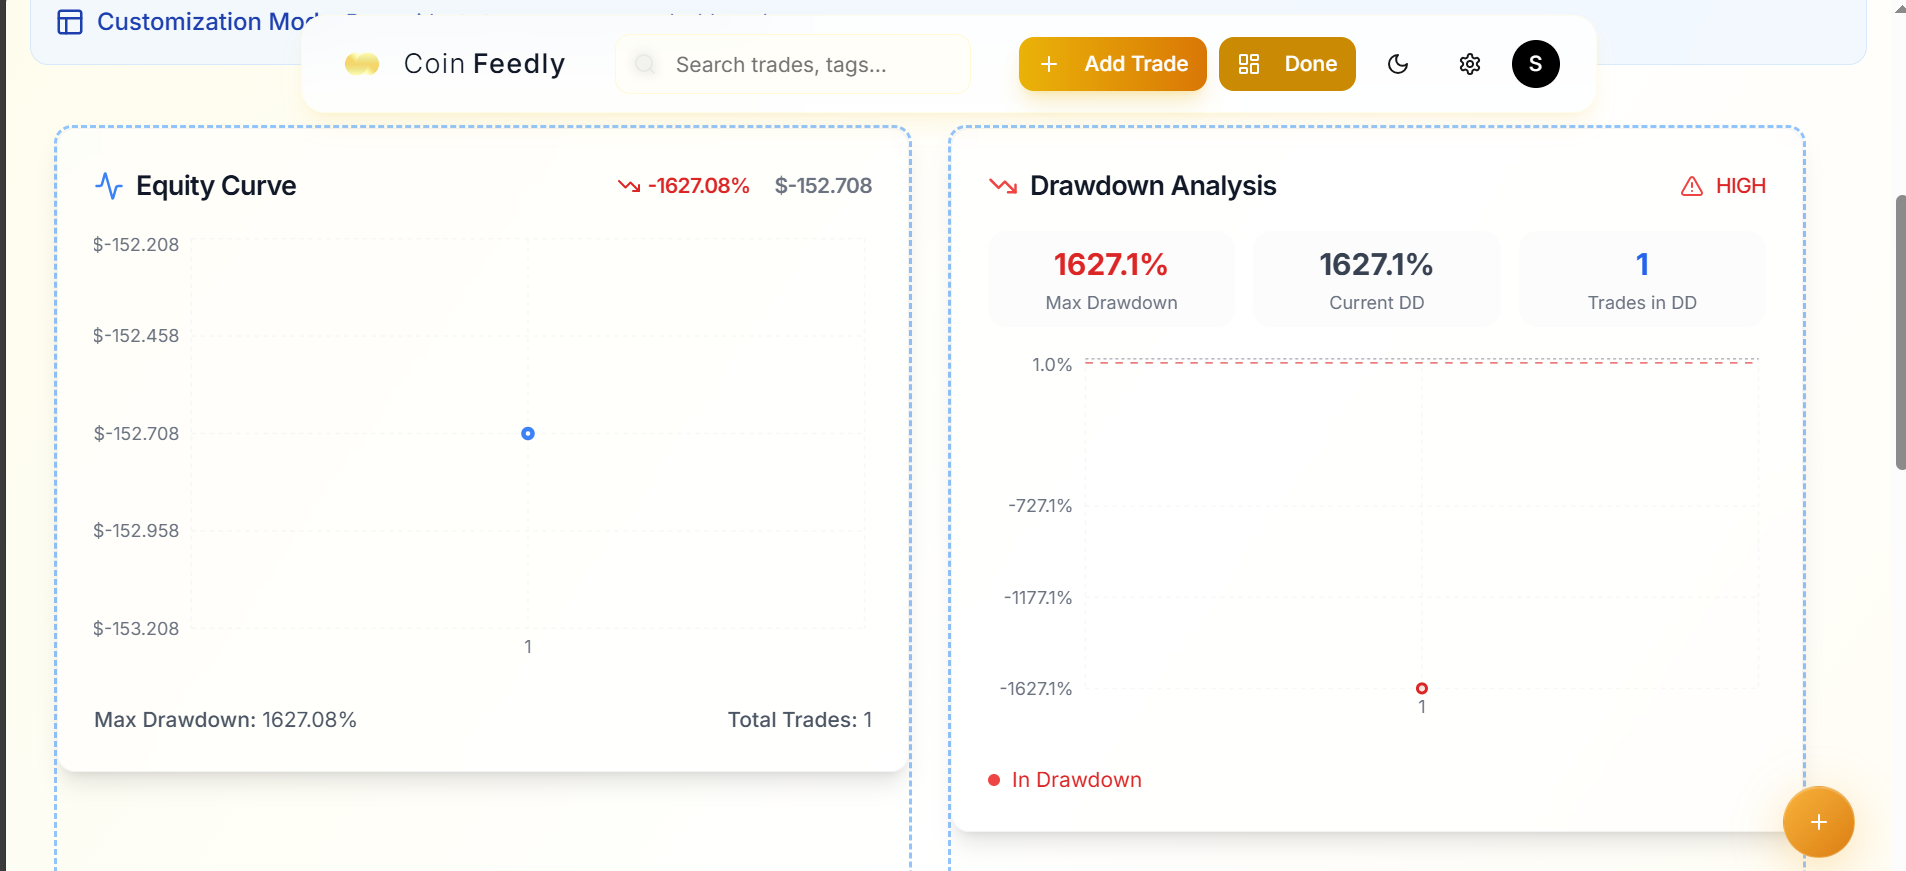 Customization Mod
Coin Feedly
Search trades, tags...
Add Trade
Done
S
Equity Curve
-1627.08%
$-152.708
$-152.208
$-152.458
$-152.708
$-152.958
$-153.208
1
Max Drawdown: 1627.08%
Total Trades: 1
Drawdown Analysis
HIGH
1627.1%
Max Drawdown
1627.1%
Current DD
1
Trades in DD
1.0%
-727.1%
-1177.1%
-1627.1%
1
In Drawdown